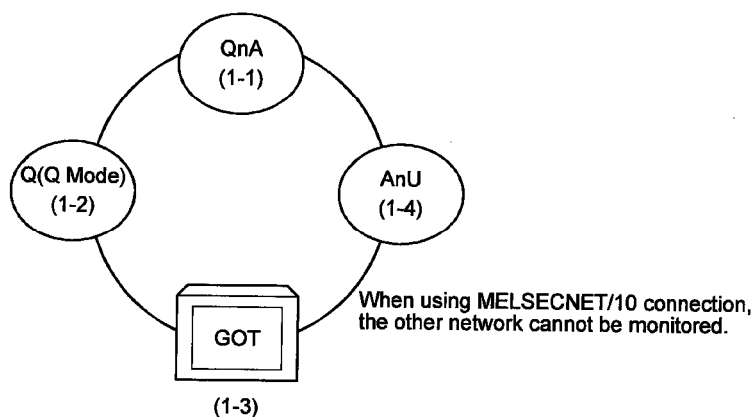 QnA
(1-1)
Q(Q Mode)
(1-2)
AnU
(1-4)
When using MELSECNET/10 connection,
the other network cannot be monitored.
GOT
(1-3)